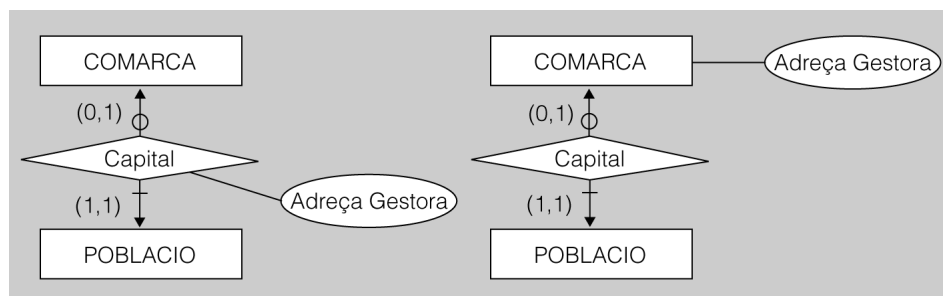 COMARCA
(0,1)
Capital
Adreça Gestora
(1,1)
POBLACIO
COMARCA
Adreça Gestora
(0,1)
Capital
(1,1)
POBLACIO